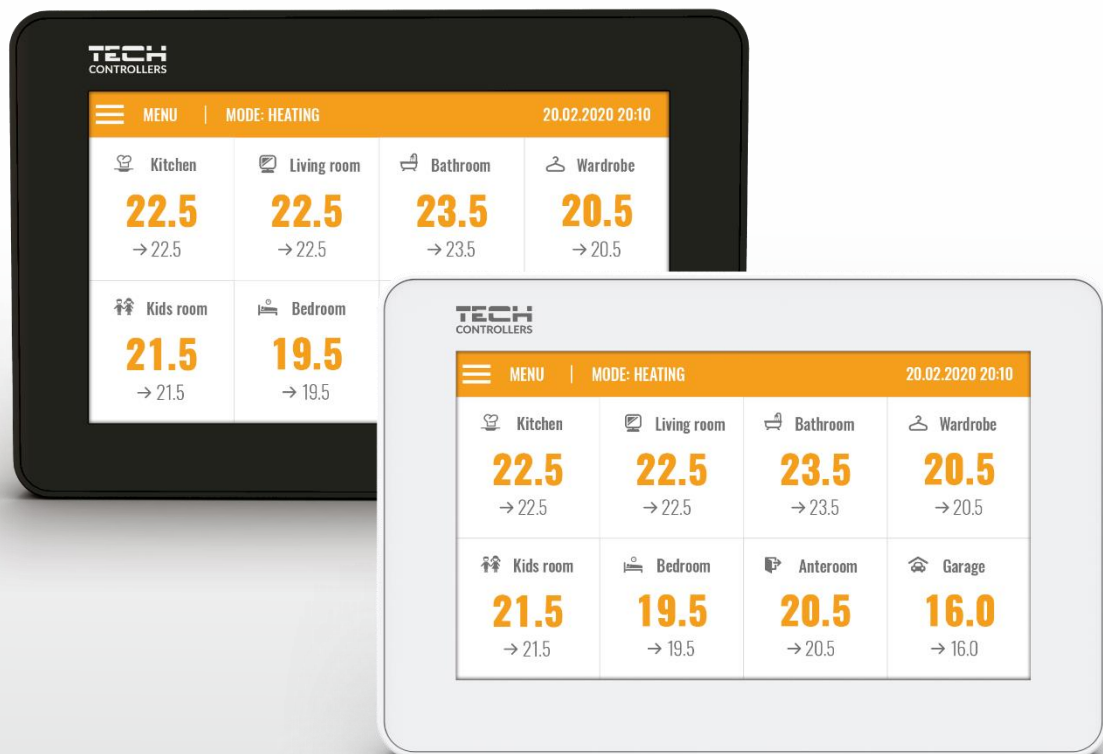 TECH
CONTROLLERS
MENU | MODE: HEATING 20.02.2020 20:10
Kitchen Living room Bathroom Wardrobe
22.5 22.5 23.5 20.5
→ 22.5 → 22.5 → 23.5 → 20.5
Kids room Bedroom
21.5 19.5
→ 21.5 → 19.5
TECH
CONTROLLERS
MENU | MODE: HEATING 20.02.2020 20:10
Kitchen Living room Bathroom Wardrobe
22.5 22.5 23.5 20.5
→ 22.5 → 22.5 → 23.5 → 20.5
Kids room Bedroom Anteroom Garage
21.5 19.5 20.5 16.0
→ 21.5 → 19.5 → 20.5 → 16.0